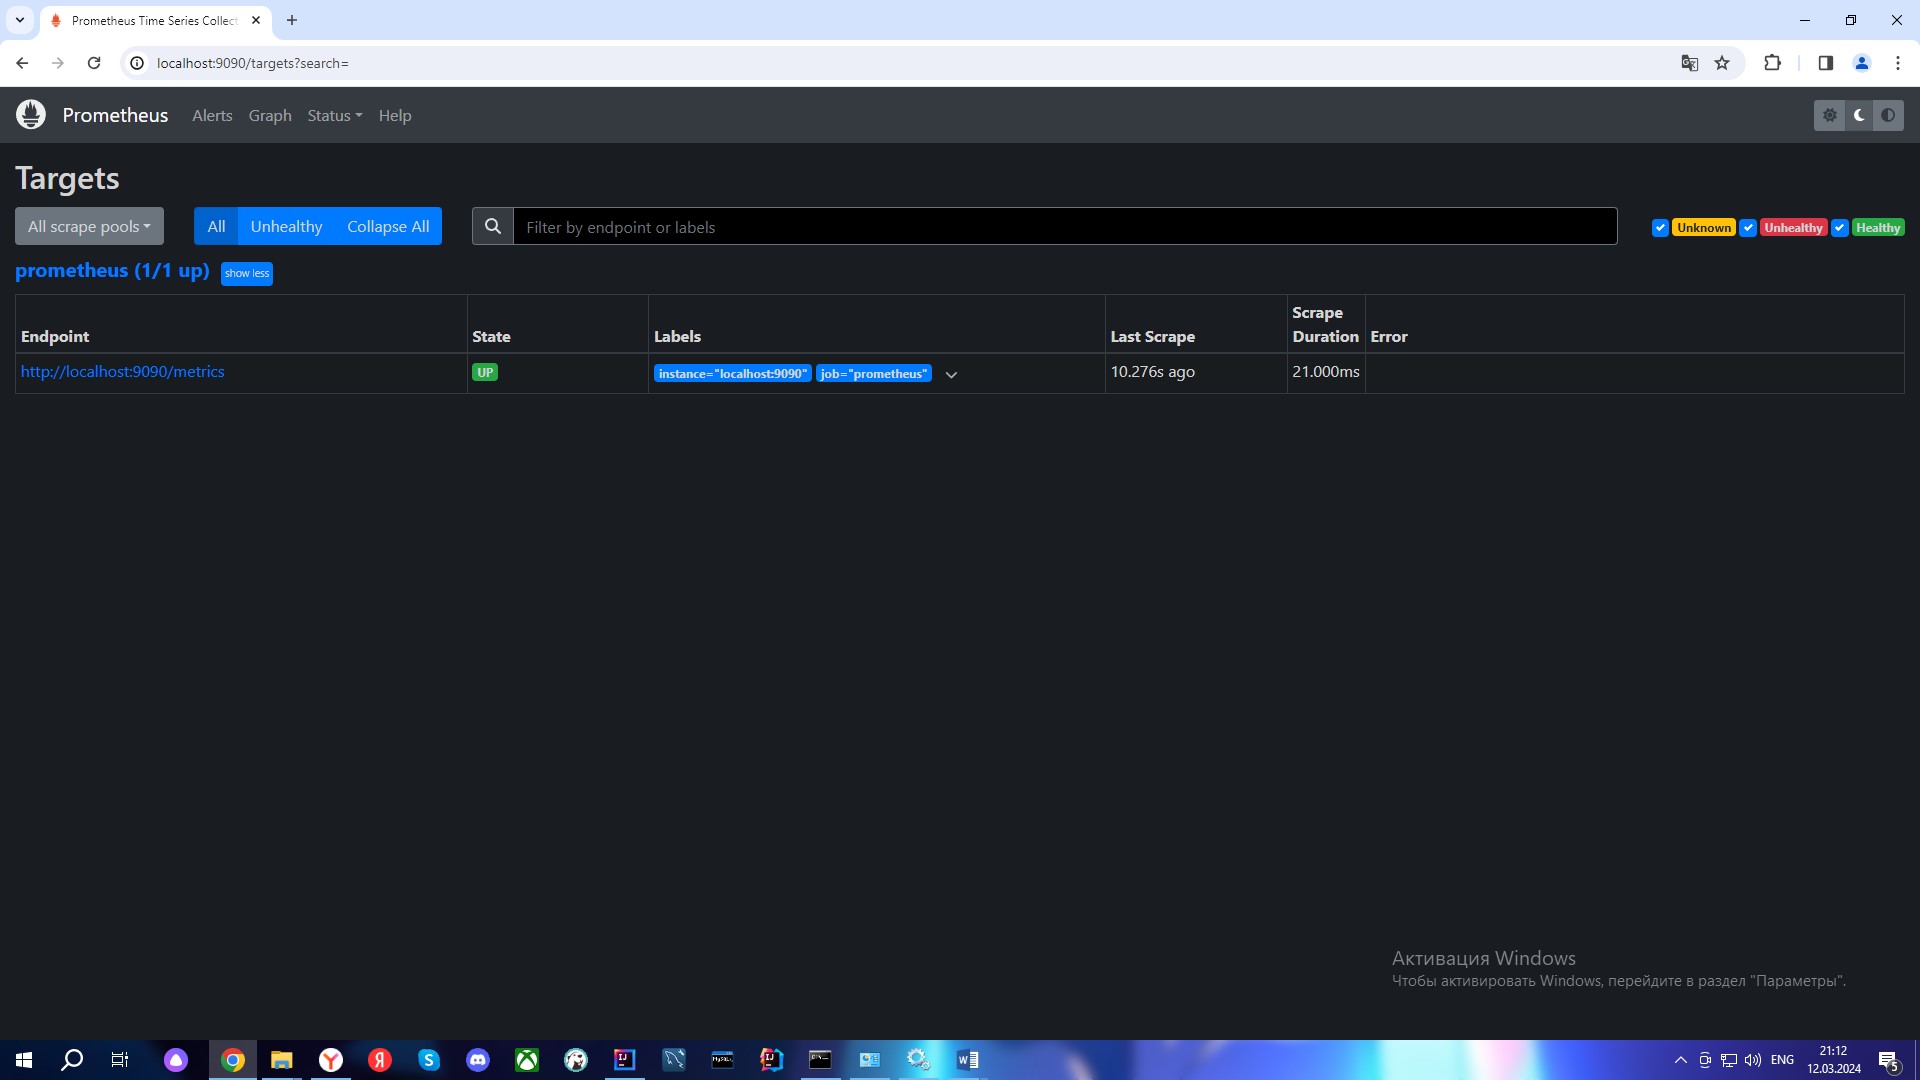 Prometheus Time Series Collect
localhost:9090/targets?search=
Prometheus Alerts Graph Status Help
Targets
All scrape pools All Unhealthy Collapse All Filter by endpoint or labels Unknown Unhealthy Healthy
prometheus (1/1 up) show less
Endpoint State Labels Last Scrape Scrape Duration Error
http://localhost:9090/metrics UP instance="localhost:9090" job="prometheus" 10.276s ago 21.000ms
Активация Windows
Чтобы активировать Windows, перейдите в раздел "Параметры".
ENG 21:12
12.03.2024 5